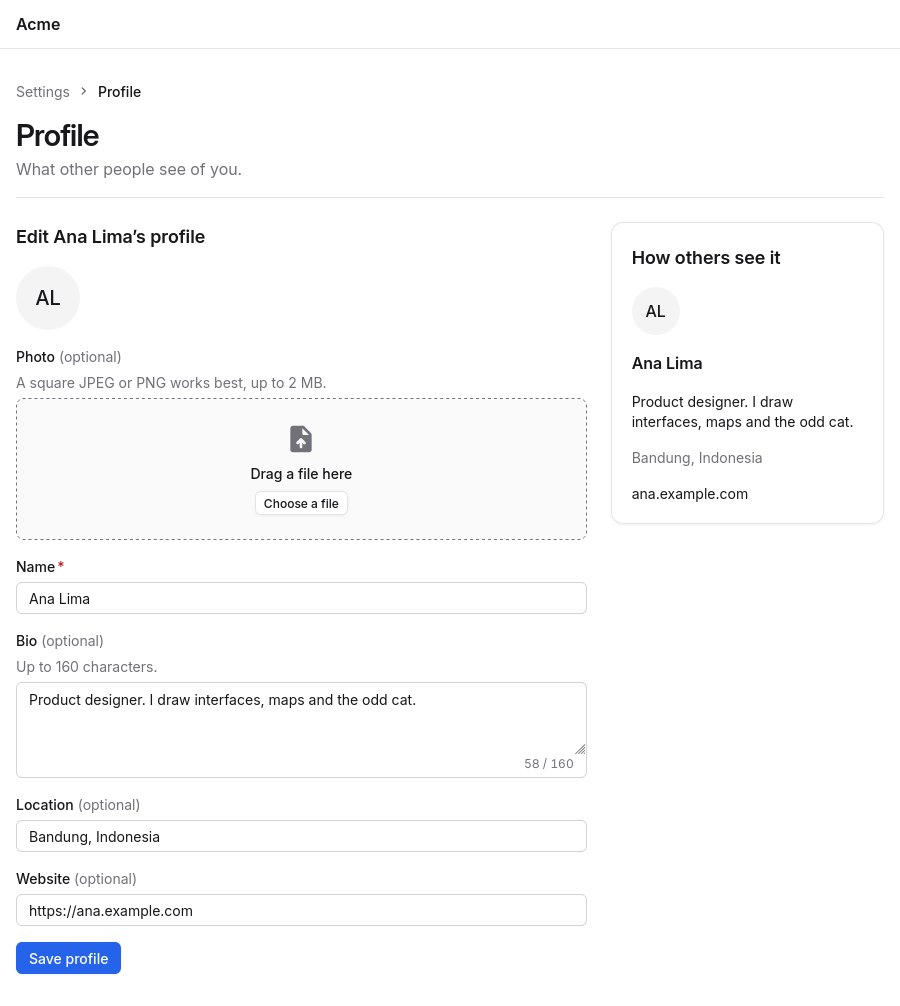 Acme
Settings > Profile
Profile
What other people see of you.
Edit Ana Lima’s profile
AL
Photo (optional)
A square JPEG or PNG works best, up to 2 MB.
Drag a file here
Choose a file
Name*
Ana Lima
Bio (optional)
Up to 160 characters.
Product designer. I draw interfaces, maps and the odd cat.
58 / 160
Location (optional)
Bandung, Indonesia
Website (optional)
https://ana.example.com
Save profile
How others see it
AL
Ana Lima
Product designer. I draw
interfaces, maps and the odd cat.
Bandung, Indonesia
ana.example.com